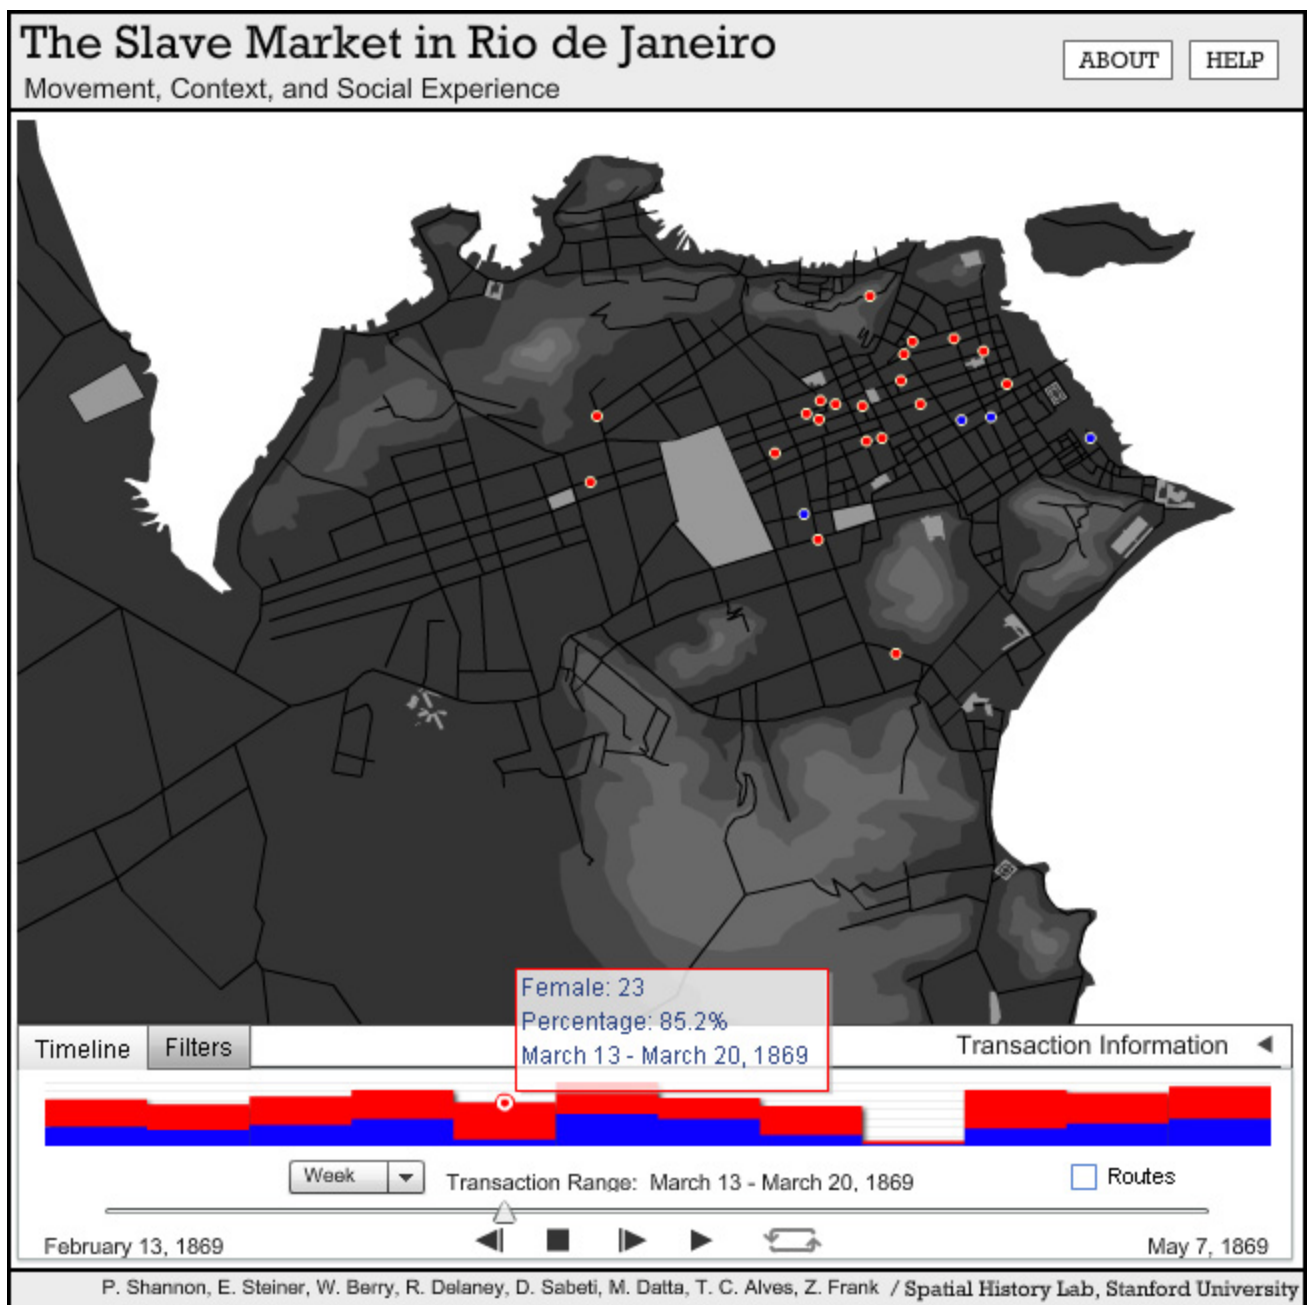 The Slave Market in Rio de Janeiro
Movement, Context, and Social Experience
ABOUT
HELP
Female: 23
Percentage: 85.2%
March 13 - March 20, 1869
Timeline
Filters
Transaction Information
Week
Transaction Range: March 13 - March 20, 1869
Routes
February 13, 1869
May 7, 1869
P. Shannon, E. Steiner, W. Berry, R. Delaney, D. Sabeti, M. Datta, T. C. Alves, Z. Frank / Spatial History Lab, Stanford University